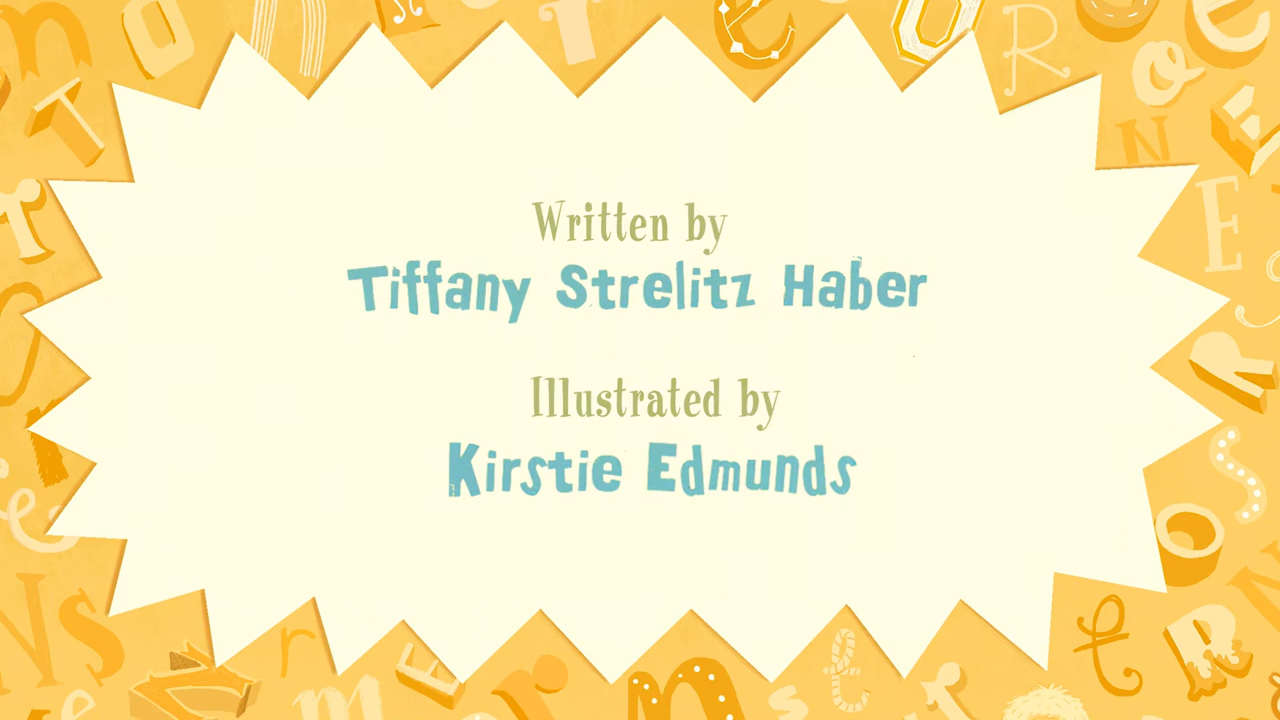 Written by
Tiffany Strelitz Haber
Illustrated by
Kirstie Edmunds